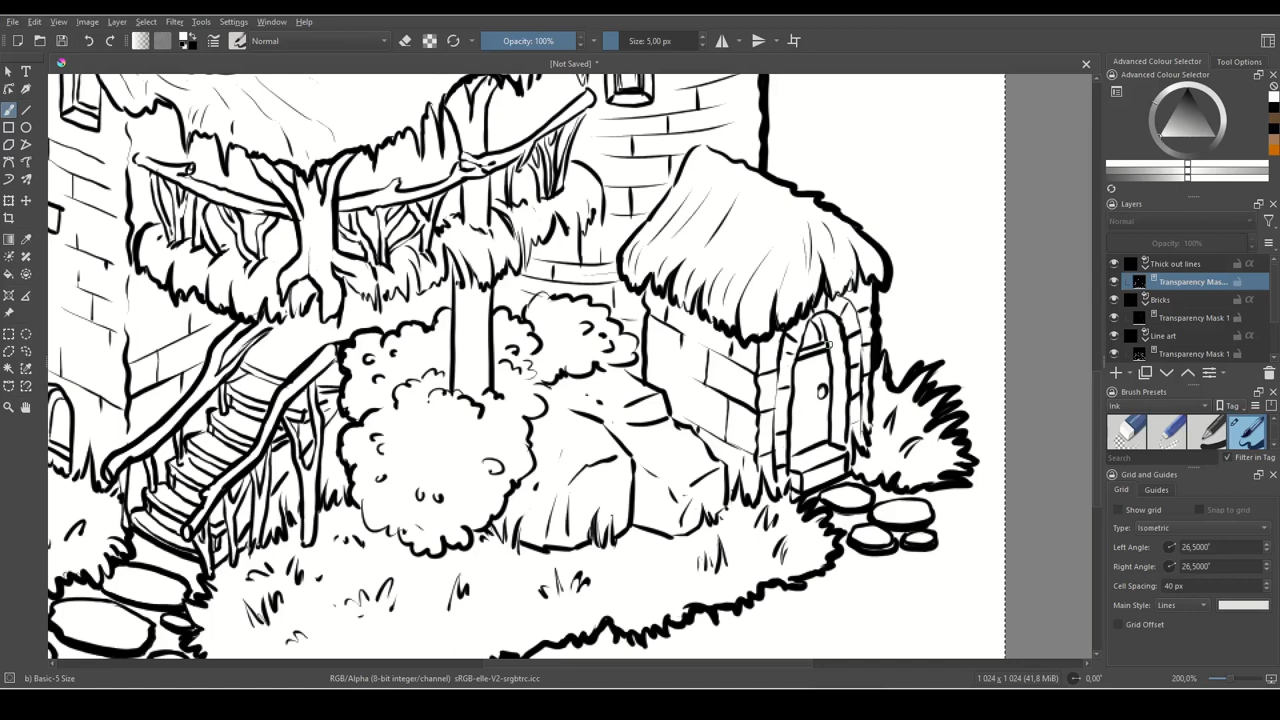 File Edit View Image Layer Select Filter Tools Settings Window Help
Normal Opacity: 100% Size: 5,00 px
[Not Saved] *
Advanced Colour Selector Tool Options
Advanced Colour Selector
Layers
Normal
Opacity: 100%
Thick out lines
Transparency Mas...
Bricks
Transparency Mask 1
Line art
Transparency Mask 1
Brush Presets
Ink Tag
Search Filter in Tag
Grid and Guides
Grid Guides
Show grid Snap to grid
Type: Isometric
Left Angle: 26,5000°
Right Angle: 26,5000°
Cell Spacing: 40 px
Main Style: Lines
Grid Offset
b) Basic-5 Size RGB/Alpha (8-bit integer/channel) sRGB-elle-V2-srgbtrc.icc 1 024 x 1 024 (41,8 MiB) 0,00° 200,0%